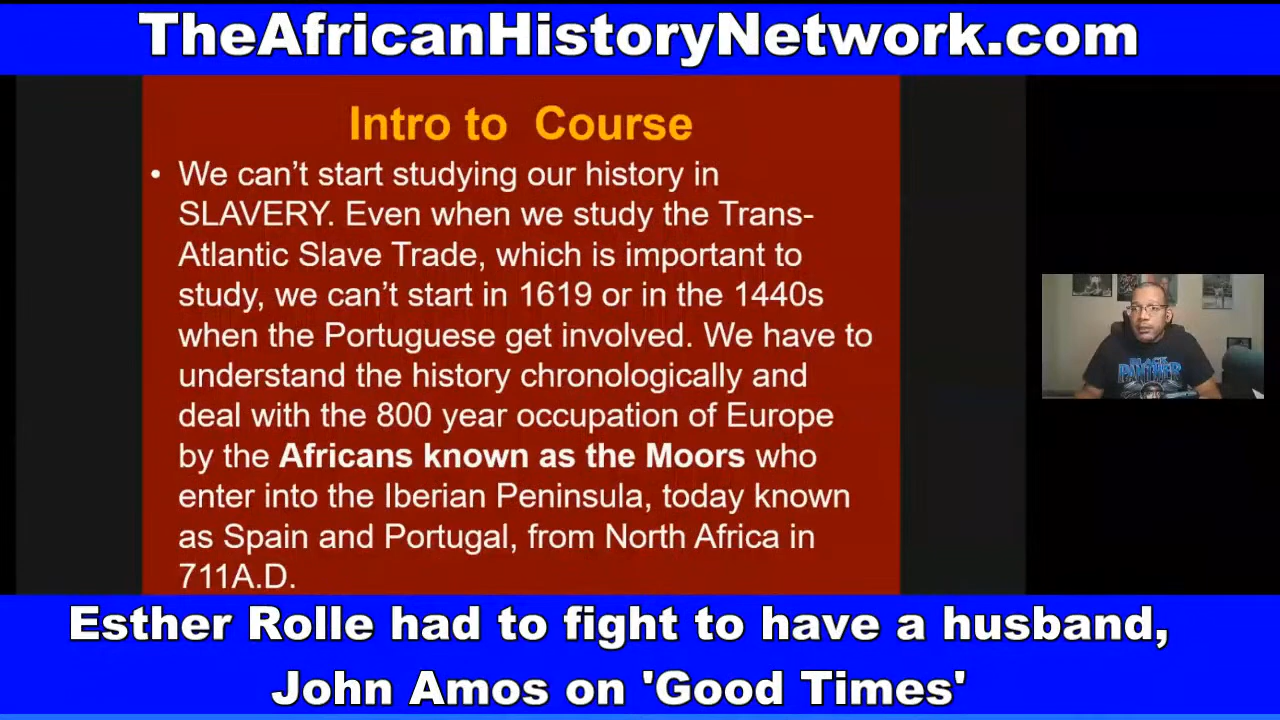 TheAfricanHistoryNetwork.com
Intro to  Course
• We can't start studying our history in
SLAVERY. Even when we study the Trans-
Atlantic Slave Trade, which is important to
study, we can't start in 1619 or in the 1440s
when the Portuguese get involved. We have to
understand the history chronologically and
deal with the 800 year occupation of Europe
by the Africans known as the Moors who
enter into the Iberian Peninsula, today known
as Spain and Portugal, from North Africa in
711A.D.
BLACK
PANTHER
Esther Rolle had to fight to have a husband,
John Amos on 'Good Times'